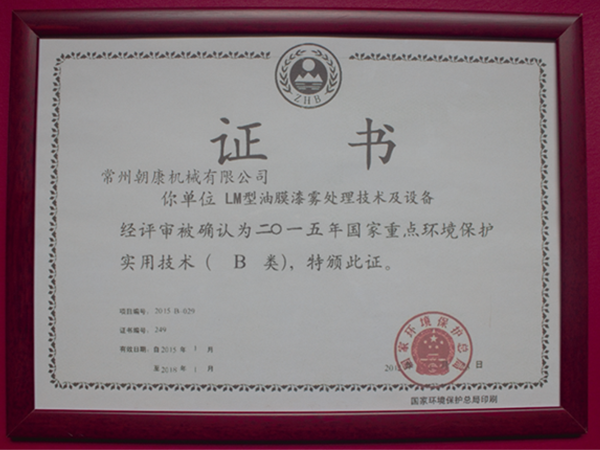 ZHB
证 书
常州朝康机械有限公司
你单位 LM型油膜漆雾处理技术及设备
经评审被确认为二〇一五年国家重点环境保护
实用技术( B 类),特颁此证。
项目编号: 2015 B 029
证书编号: 249
有效日期: 自2015 年 1 月
至 年 1 月
国家环境保护总局
日
国家环境保护总局印刷